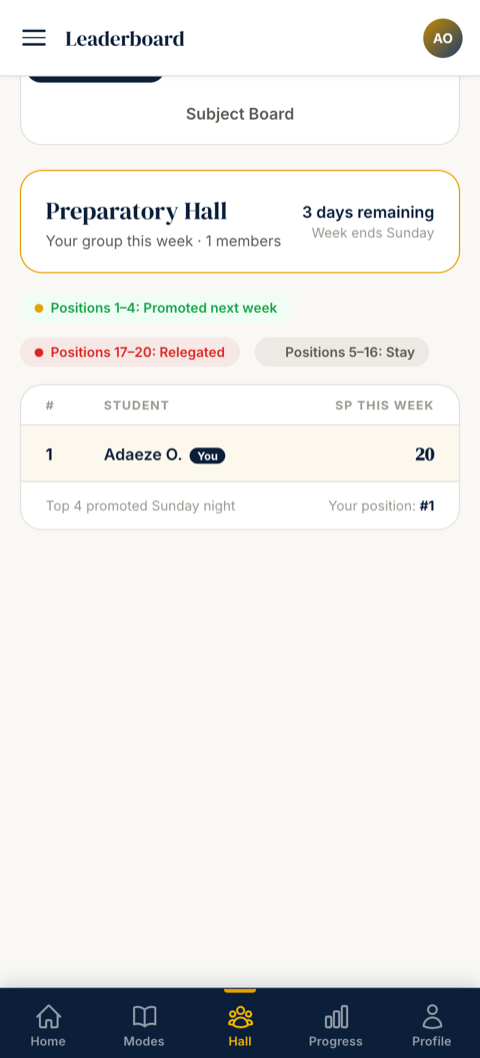 Leaderboard
AO
Subject Board
Preparatory Hall
Your group this week · 1 members
3 days remaining
Week ends Sunday
Positions 1–4: Promoted next week
Positions 17–20: Relegated
Positions 5–16: Stay
# STUDENT SP THIS WEEK
1 Adaeze O. You 20
Top 4 promoted Sunday night Your position: #1
Home Modes Hall Progress Profile